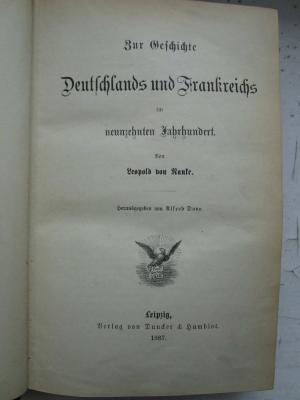 Zur Geschichte
Deutschlands und Frankreichs
im
neunzehnten Jahrhundert.
Von
Leopold von Ranke.
Herausgegeben von Alfred Dove.
Leipzig,
Verlag von Duncker & Humblot.
1887.